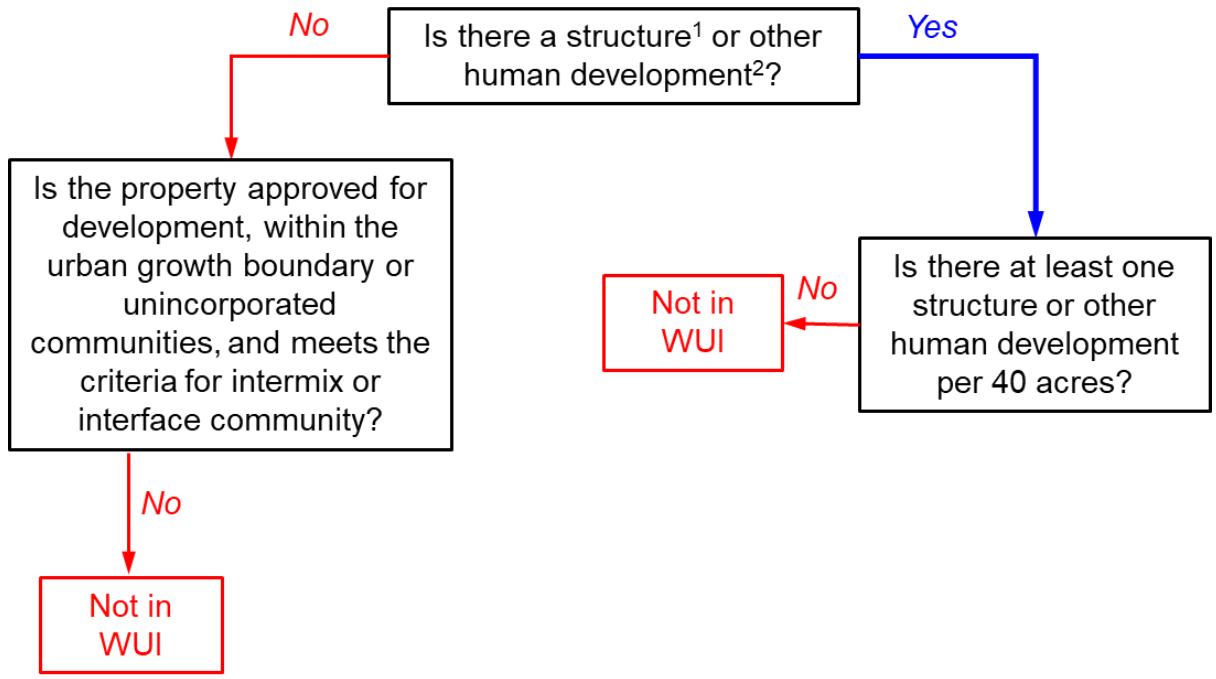 No
Is there a structure¹ or other
human development²?
Yes
Is the property approved for
development, within the
urban growth boundary or
unincorporated
communities, and meets the
criteria for intermix or
interface community?
No
Not in
WUI
Is there at least one
structure or other
human development
per 40 acres?
No
Not in
WUI